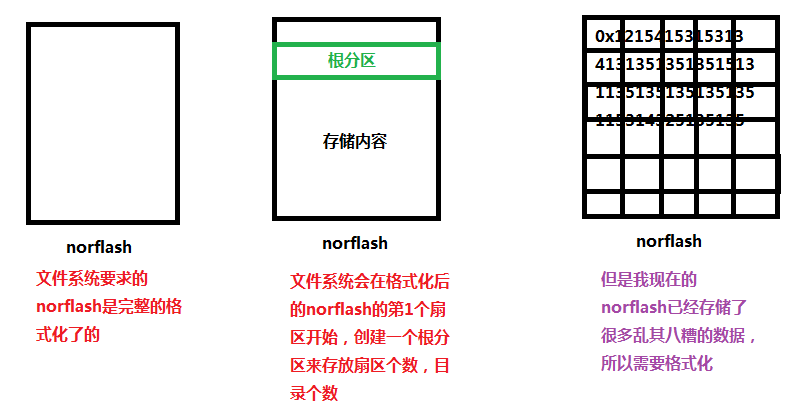 norflash
文件系统要求的
norflash是完整的格
式化了的
根分区
存储内容
norflash
文件系统会在格式化后
的norflash的第1个扇
区开始，创建一个根分
区来存放扇区个数，目
录个数
0x1215415315313
4131351351351513
1135135135135135
norflash
但是我现在的
norflash已经存储了
很多乱其八糟的数据，
所以需要格式化